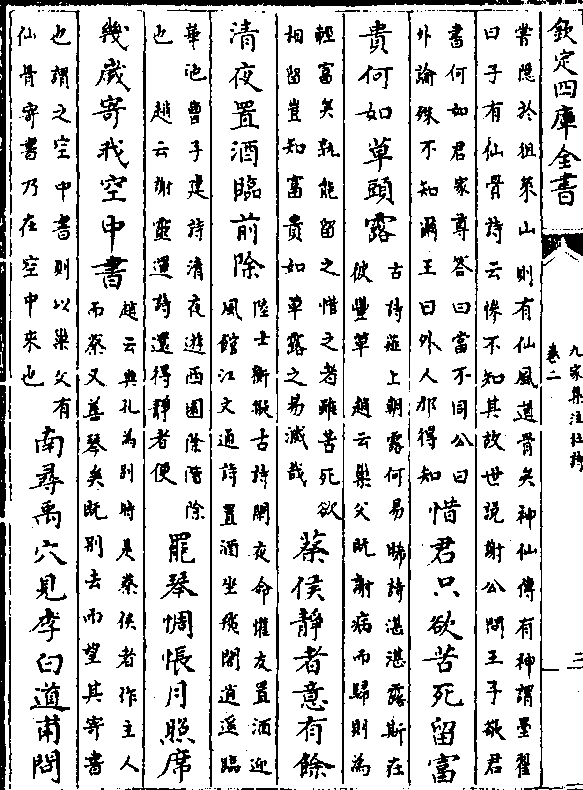 欽定四庫全書
九家集注杜詩
卷二
三
嘗隱於徂萊山則有仙風道骨矣神仙傳有神謂墨翟
曰子有仙骨詩云慘不知其故世說謝公問王子敬君
書何如君家尊答曰當不同公曰
外論殊不知爾王曰外人那得知
惜君只欲苦死留富
貴何如草頭露
古詩薤上朝露何易晞詩湛湛露斯在
彼豐草 趙云巢父既謝病而歸則為
輕富矣孰能留之惜之者雖苦死欲
相留豈知富貴如草露之易滅哉
蔡侯靜者意有餘
清夜置酒臨前除
陸士衡擬古詩閒夜命懽友置酒迎
風館江文通詩置酒坐飛閣逍遙臨
華池曹子建詩清夜遊西園除階除
也 趙云謝靈運詩還得靜者便
罷琴惆悵月照席
幾歲寄我空中書
趙云與孔為別時是蔡侯者作主人
而蔡又善琴矣既別去而望其寄書
也謂之空中書則以巢父有
仙骨寄書乃在空中來也
南尋禹穴見李白道甫問